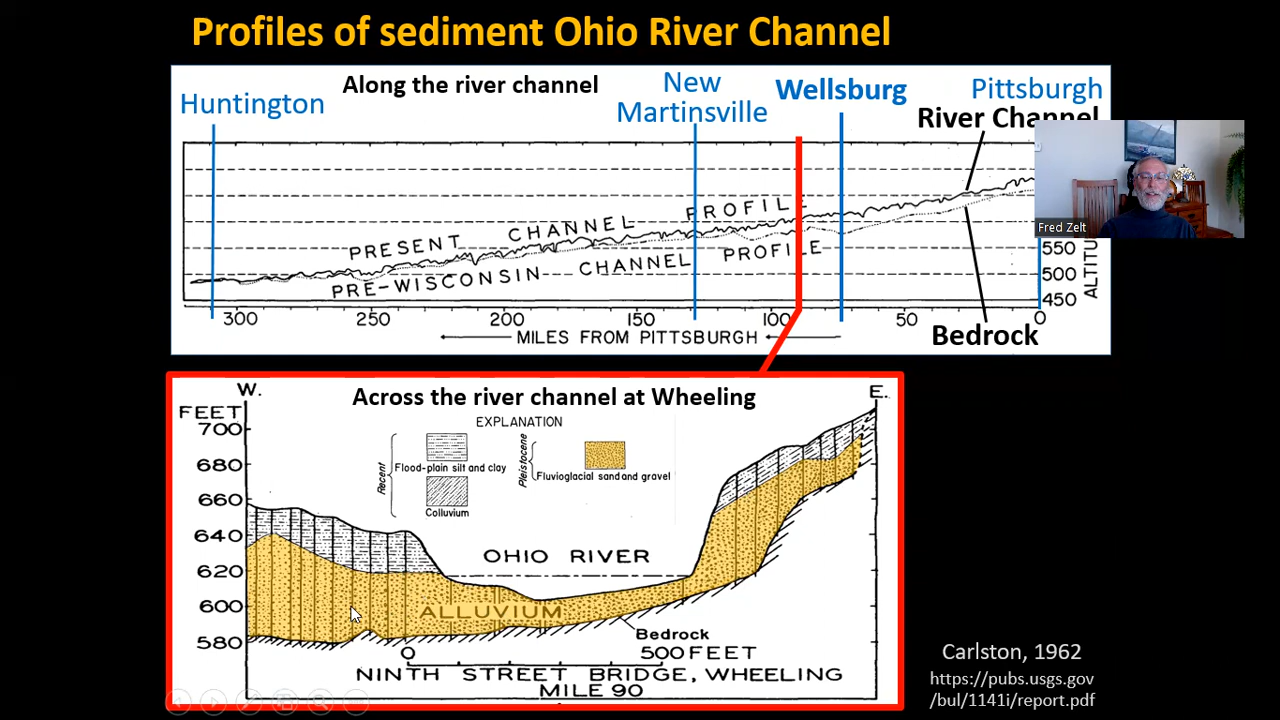 Profiles of sediment Ohio River Channel
Along the river channel
Huntington
New
Martinsville
Wellsburg
Pittsburgh
River Channel
Fred Zelt
PRESENT CHANNEL PROFILE
PRE-WISCONSIN CHANNEL PROFILE
550
500
450
ALTITU
300 250 200 150 100 50 0
MILES FROM PITTSBURGH
Bedrock
W.
Across the river channel at Wheeling
E.
FEET
700
680
660
640
620
600
580
EXPLANATION
Recent
Flood-plain silt and clay
Colluvium
Pleistocene
Fluvioglacial sand and gravel
OHIO RIVER
ALLUVIUM
Bedrock
0 500 FEET
NINTH STREET BRIDGE, WHEELING
MILE 90
Carlston, 1962
https://pubs.usgs.gov
/bul/1141i/report.pdf